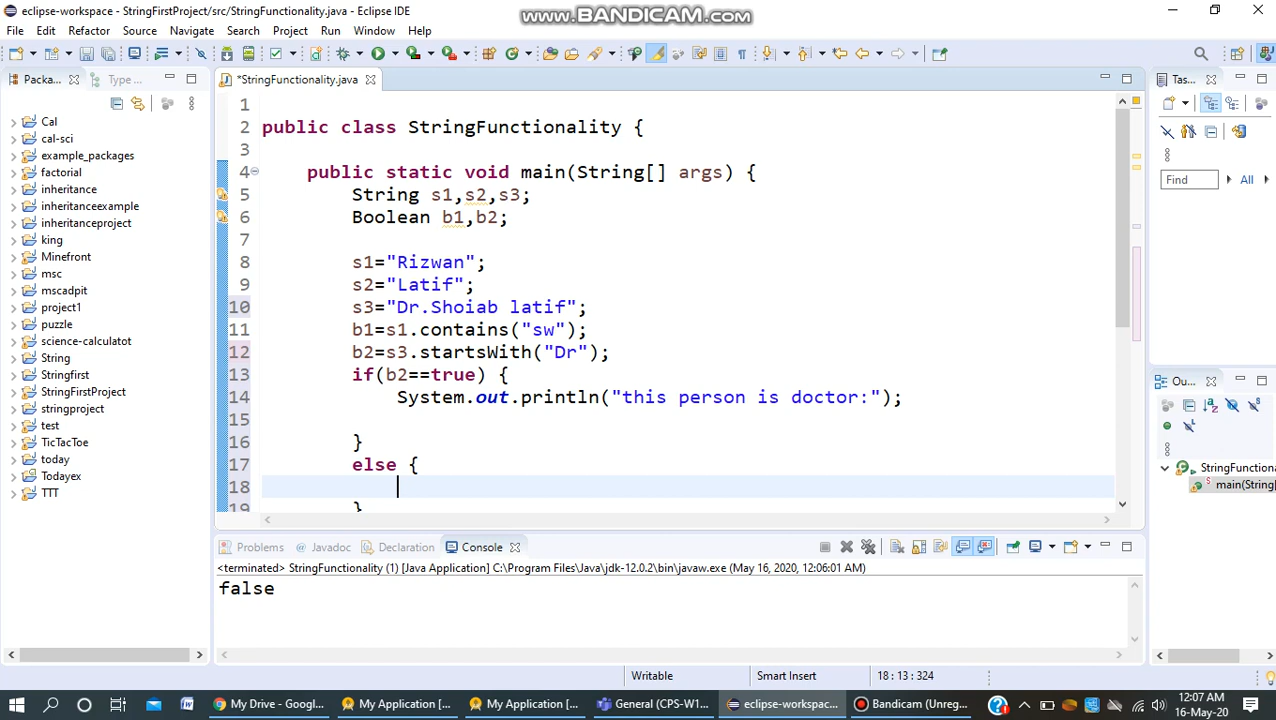 eclipse-workspace - StringFirstProject/src/StringFunctionality.java - Eclipse IDE
www.BANDICAM.com
File Edit Refactor Source Navigate Search Project Run Window Help
Packa... Type ...
*StringFunctionality.java
Tas...
Cal
cal-sci
example_packages
factorial
inheritance
inheritanceexample
inheritanceproject
king
Minefront
msc
mscadpit
project1
puzzle
science-calculatot
String
Stringfirst
StringFirstProject
stringproject
test
TicTacToe
today
Todayex
TTT
1
2 public class StringFunctionality {
3
4 public static void main(String[] args) {
5 String s1,s2,s3;
6 Boolean b1,b2;
7
8 s1="Rizwan";
9 s2="Latif";
10 s3="Dr.Shoiab latif";
11 b1=s1.contains("sw");
12 b2=s3.startsWith("Dr");
13 if(b2==true) {
14 System.out.println("this person is doctor:");
15
16 }
17 else {
18
19 }
Find All
Ou...
StringFunctiona
main(String[
Problems Javadoc Declaration Console
<terminated> StringFunctionality (1) [Java Application] C:\Program Files\Java\jdk-12.0.2\bin\javaw.exe (May 16, 2020, 12:06:01 AM)
false
Writable Smart Insert 18 : 13 : 324
My Drive - Googl... My Application (... My Application (... General (CPS-W1... eclipse-workspac... Bandicam (Unreg...
12:07 AM
16-May-20